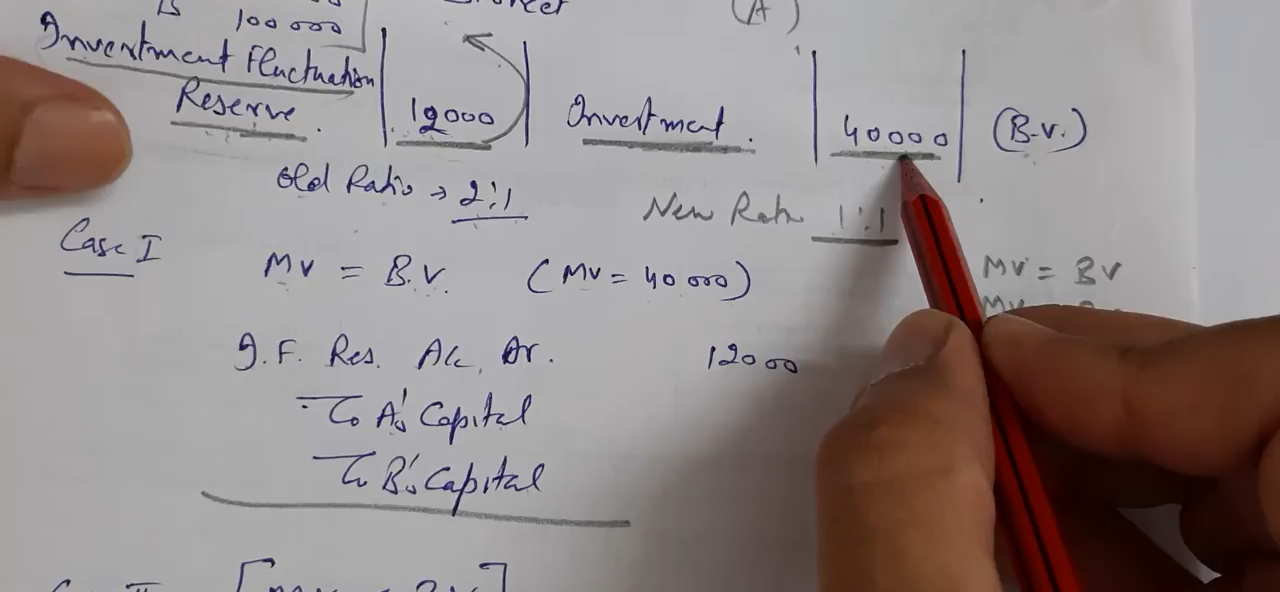 100000
(A)
Investment Fluctuation
Reserve. 12000 Investment. 40000 (B.V.)
Old Ratio → 2:1 New Ratio 1:1
Case I MV = B.V. (MV = 40000) MV = BV
MV
I.F. Res. A/c Dr. 12000
To A's Capital
To B's Capital